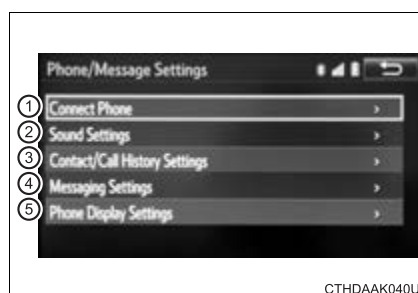 Phone/Message Settings
① Connect Phone
② Sound Settings
③ Contact/Call History Settings
④ Messaging Settings
⑤ Phone Display Settings
CTHDAAK040U